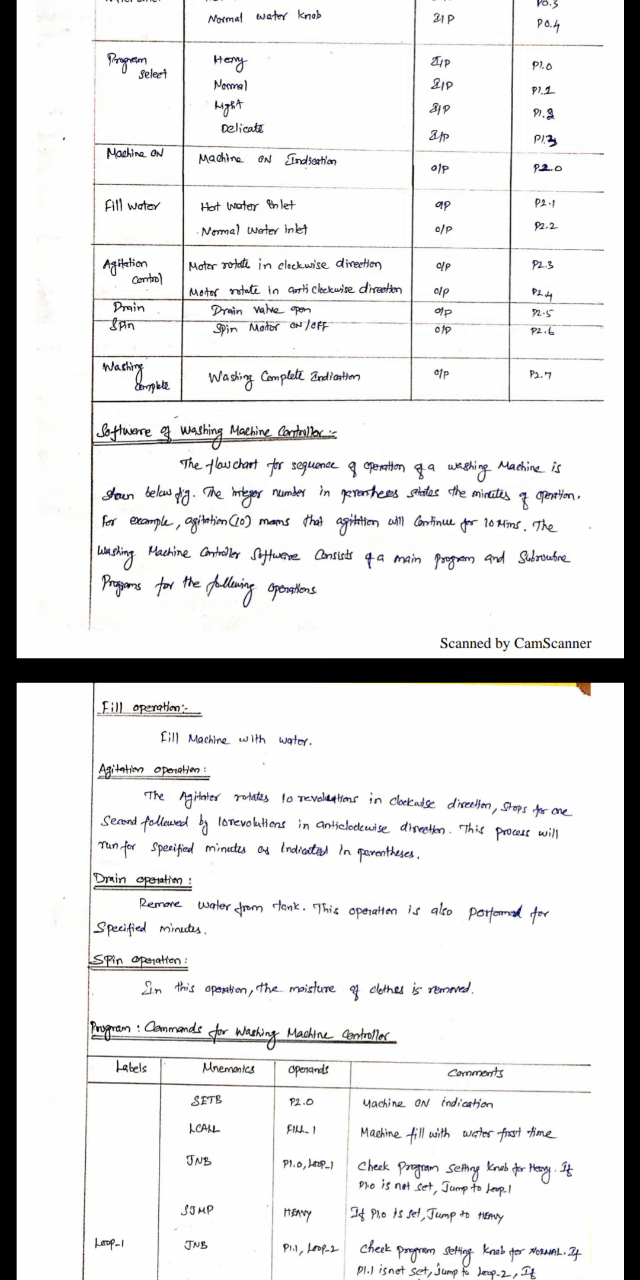 P0.3
Normal water knob I/P P0.4
Program select Heavy I/P P1.0
Normal I/P P1.1
Light I/P P1.2
Delicate I/P P1.3
Machine ON Machine ON Indication o/p P2.0
Fill water Hot Water Inlet o/p P2.1
Normal Water inlet o/p P2.2
Agitation control Motor rotate in clockwise direction o/p P2.3
Motor rotate in anti clockwise direction o/p P2.4
Drain Drain valve open o/p P2.5
Spin Spin Motor ON/OFF o/p P2.6
Washing complete Washing Complete Indication o/p P2.7
Software of Washing Machine Controller :-
The flowchart for sequence of operation of a washing Machine is
shown below fig. The integer number in parentheses states the minutes of operation.
For example, agitation(10) means that agitation will continue for 10 Mins. The
Washing Machine Controller Software Consists of a main program and Subroutine
Programs for the following operations
Scanned by CamScanner
Fill operation:-
Fill Machine with water.
Agitation operation :
The Agitator rotates 10 revolutions in clockwise direction, stops for one
Second followed by 10 revolutions in anticlockwise direction. This process will
run for specified minutes as indicated in parentheses.
Drain operation :
Remove water from tank. This operation is also performed for
Specified minutes.
Spin operation :
In this operation, the moisture of clothes is removed.
Program : Commands for Washing Machine Controller
Labels Mnemonics operands Comments
SETB P2.0 Machine ON indication
LCALL FILL_1 Machine fill with water first time
JNB P1.0, Loop_1 Check program setting knob for Heavy. If
P1.0 is not set, Jump to Loop_1
SJMP HEAVY If P1.0 is set, Jump to HEAVY
Loop_1 JNB P1.1, Loop_2 Check program setting knob for NORMAL. If
P1.1 is not set, jump to Loop-2, If